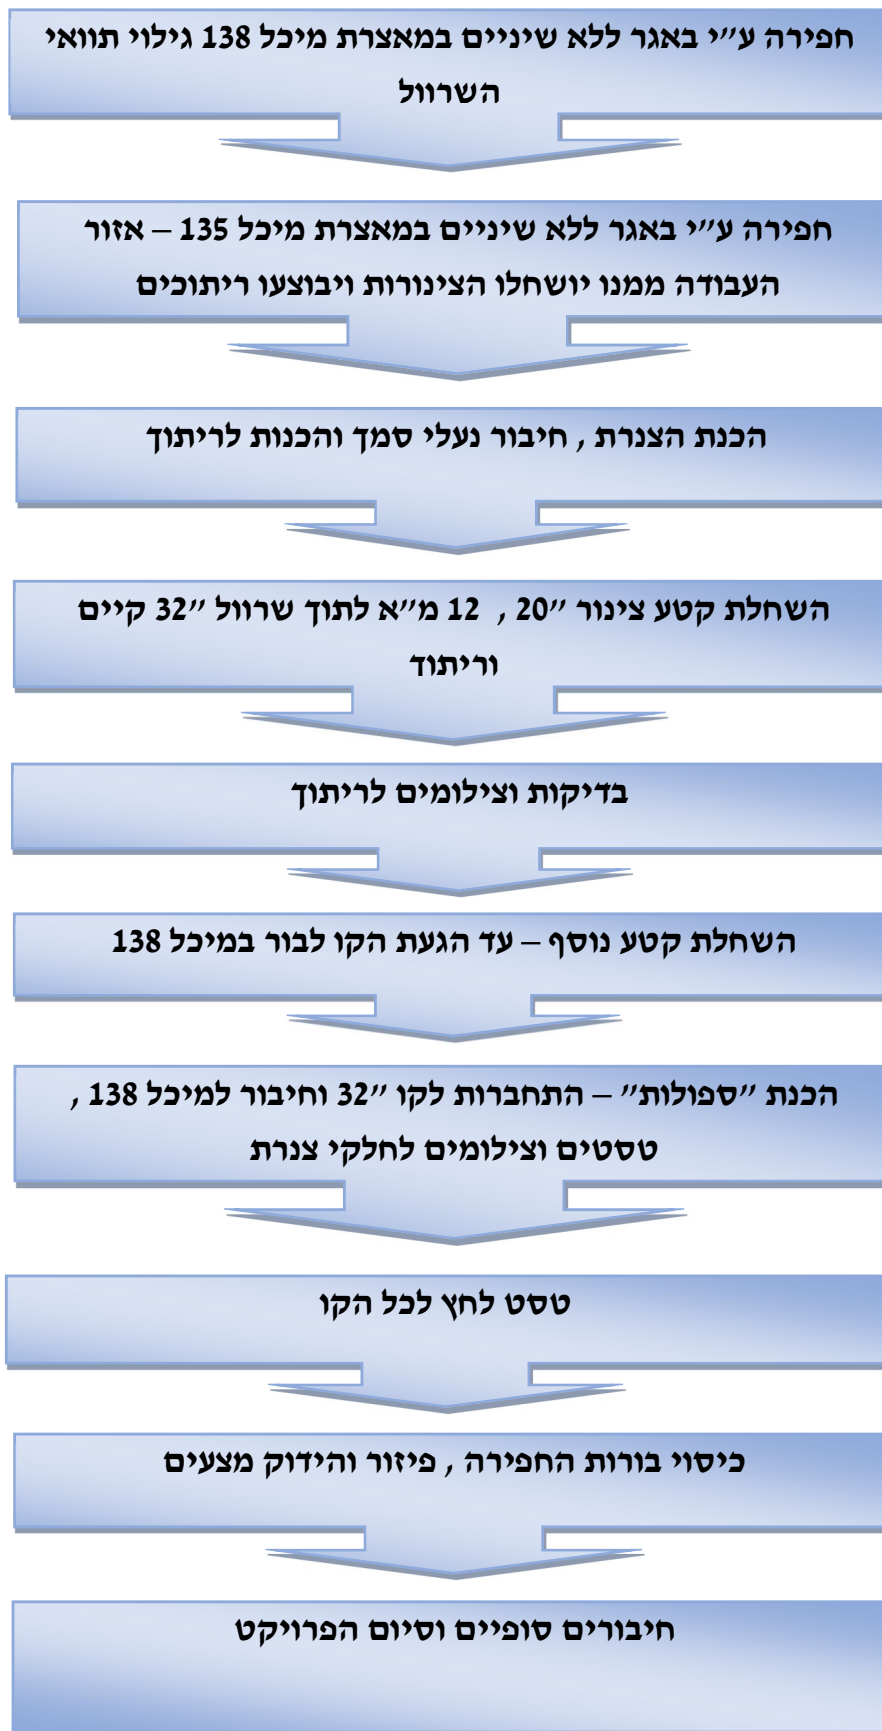 חפירה ע״י באגר ללא שיניים במאצרת מיכל 138 גילוי תוואי
השרוול
חפירה ע״י באגר ללא שיניים במאצרת מיכל 135 – אזור
העבודה ממנו יושחלו הצינורות ויבוצעו ריתוכים
הכנת הצנרת , חיבור נעלי סמך והכנות לריתוך
השחלת קטע צינור 20״ , 12 מ״א לתוך שרוול 32״ קיים
וריתוד
בדיקות וצילומים לריתוך
השחלת קטע נוסף – עד הגעת הקו לבור במיכל 138
הכנת ״ספולות״ – התחברות לקו 32״ וחיבור למיכל 138 ,
טסטים וצילומים לחלקי צנרת
טסט לחץ לכל הקו
כיסוי בורות החפירה , פיזור והידוק מצעים
חיבורים סופיים וסיום הפרויקט